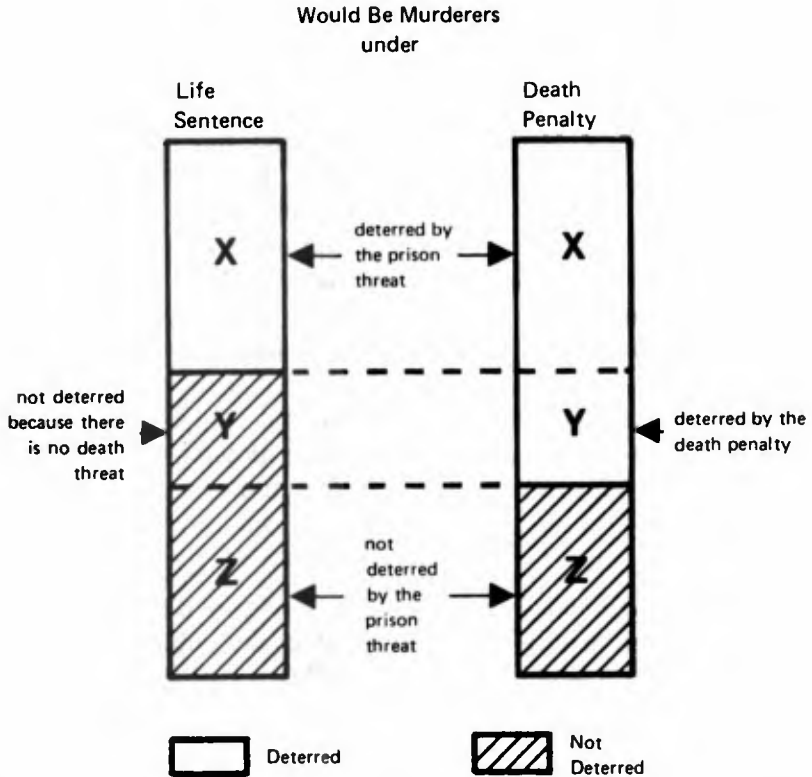 Would Be Murderers
under
Life
Sentence
Death
Penalty
X
deterred by
the prison
threat
X
not deterred
because there
is no death
threat
Y
Y
deterred by the
death penalty
Z
not
deterred
by the
prison
threat
Z
Deterred
Not
Deterred